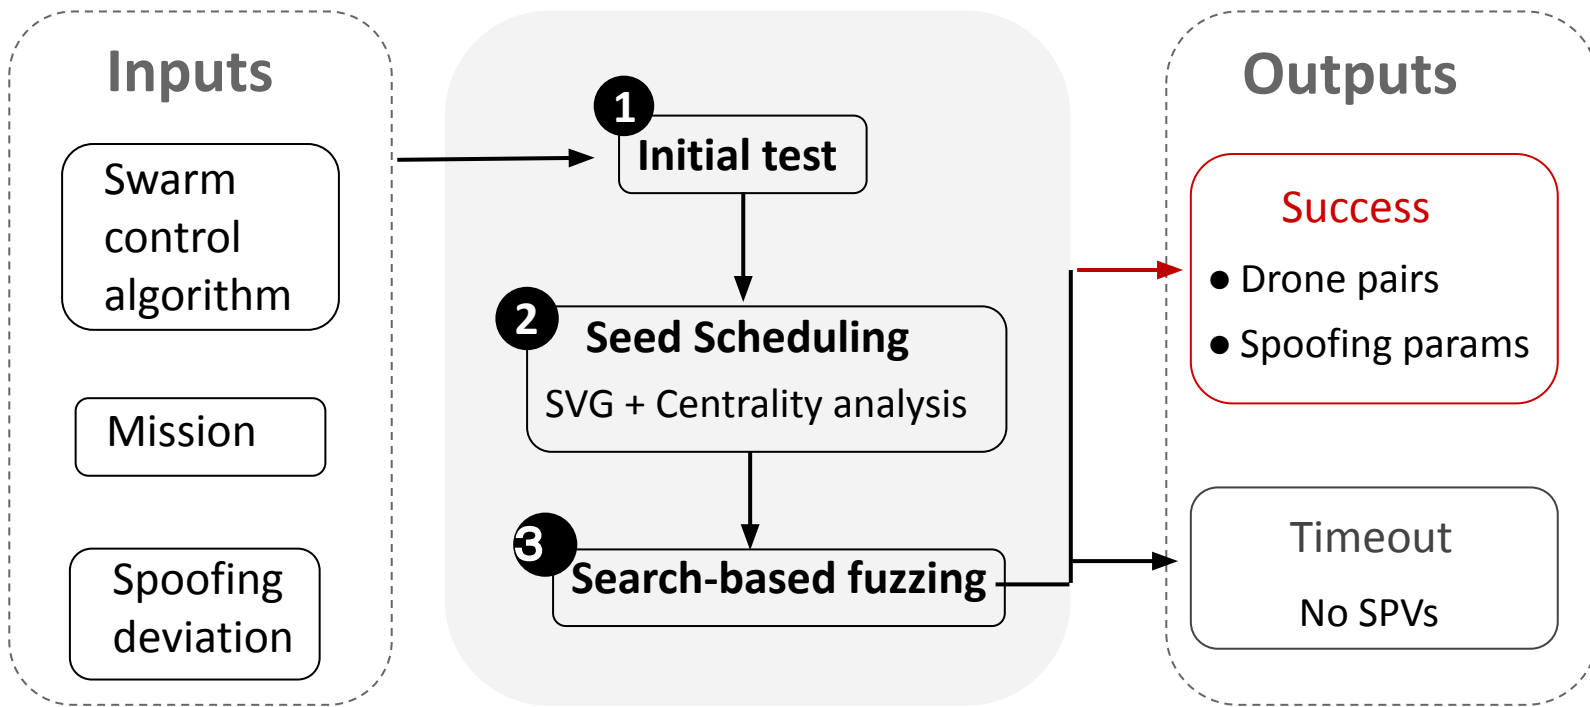 Inputs
Swarm
control
algorithm
Mission
Spoofing
deviation
1
Initial test
2
Seed Scheduling
SVG + Centrality analysis
3
Search-based fuzzing
Outputs
Success
● Drone pairs
● Spoofing params
Timeout
No SPVs